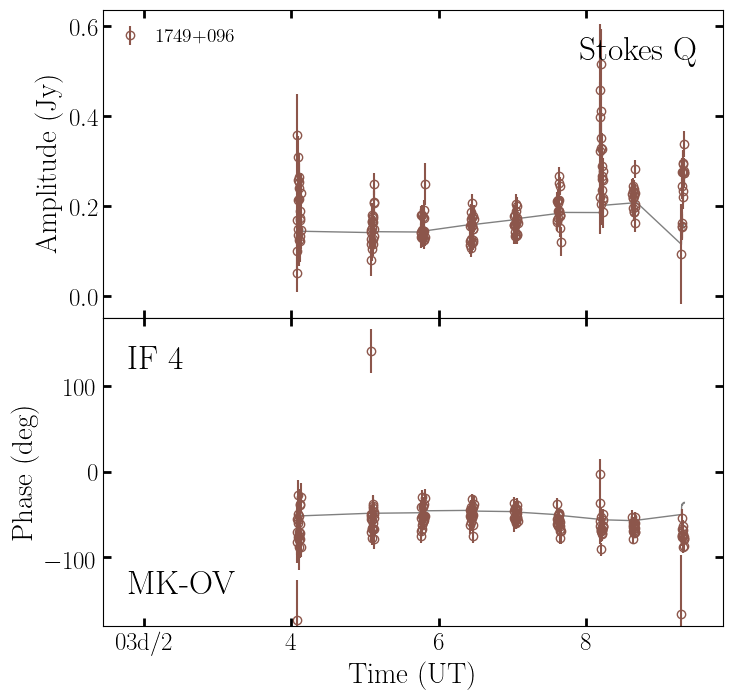 1749+096
Stokes Q
Amplitude (Jy)
0.6
0.4
0.2
0.0
IF 4
Phase (deg)
100
0
−100
MK-OV
03d/2 4 6 8
Time (UT)